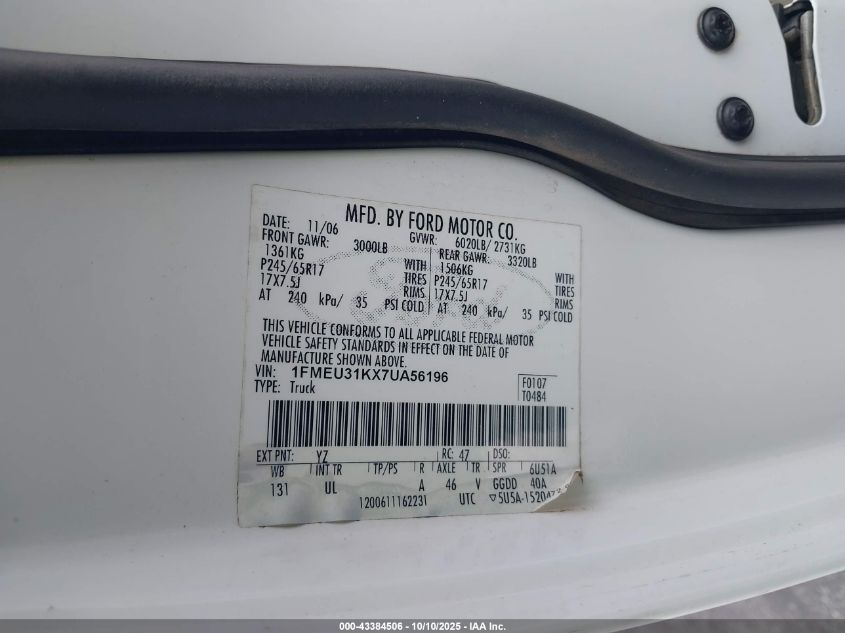 MFD. BY FORD MOTOR CO.
DATE: 11/06 GVWR: 6020LB/ 2731KG
FRONT GAWR: 3000LB REAR GAWR: 3320LB
1361KG WITH 1506KG WITH
P245/65R17 TIRES P245/65R17 TIRES
17X7.5J RIMS 17X7.5J RIMS
AT 240 kPa/ 35 PSI COLD AT 240 kPa/ 35 PSI COLD
Ford
THIS VEHICLE CONFORMS TO ALL APPLICABLE FEDERAL MOTOR
VEHICLE SAFETY STANDARDS IN EFFECT ON THE DATE OF
MANUFACTURE SHOWN ABOVE.
VIN: 1FMEU31KX7UA56196
TYPE: Truck
F0107
T0484
EXT PNT: YZ RC: 47 DSO:
WB INT TR TP/PS R AXLE TR SPR 6U51A
131 UL A 46 V GGDD 40A
1200611162231 UTC
000-43384506 - 10/10/2025 - IAA Inc.